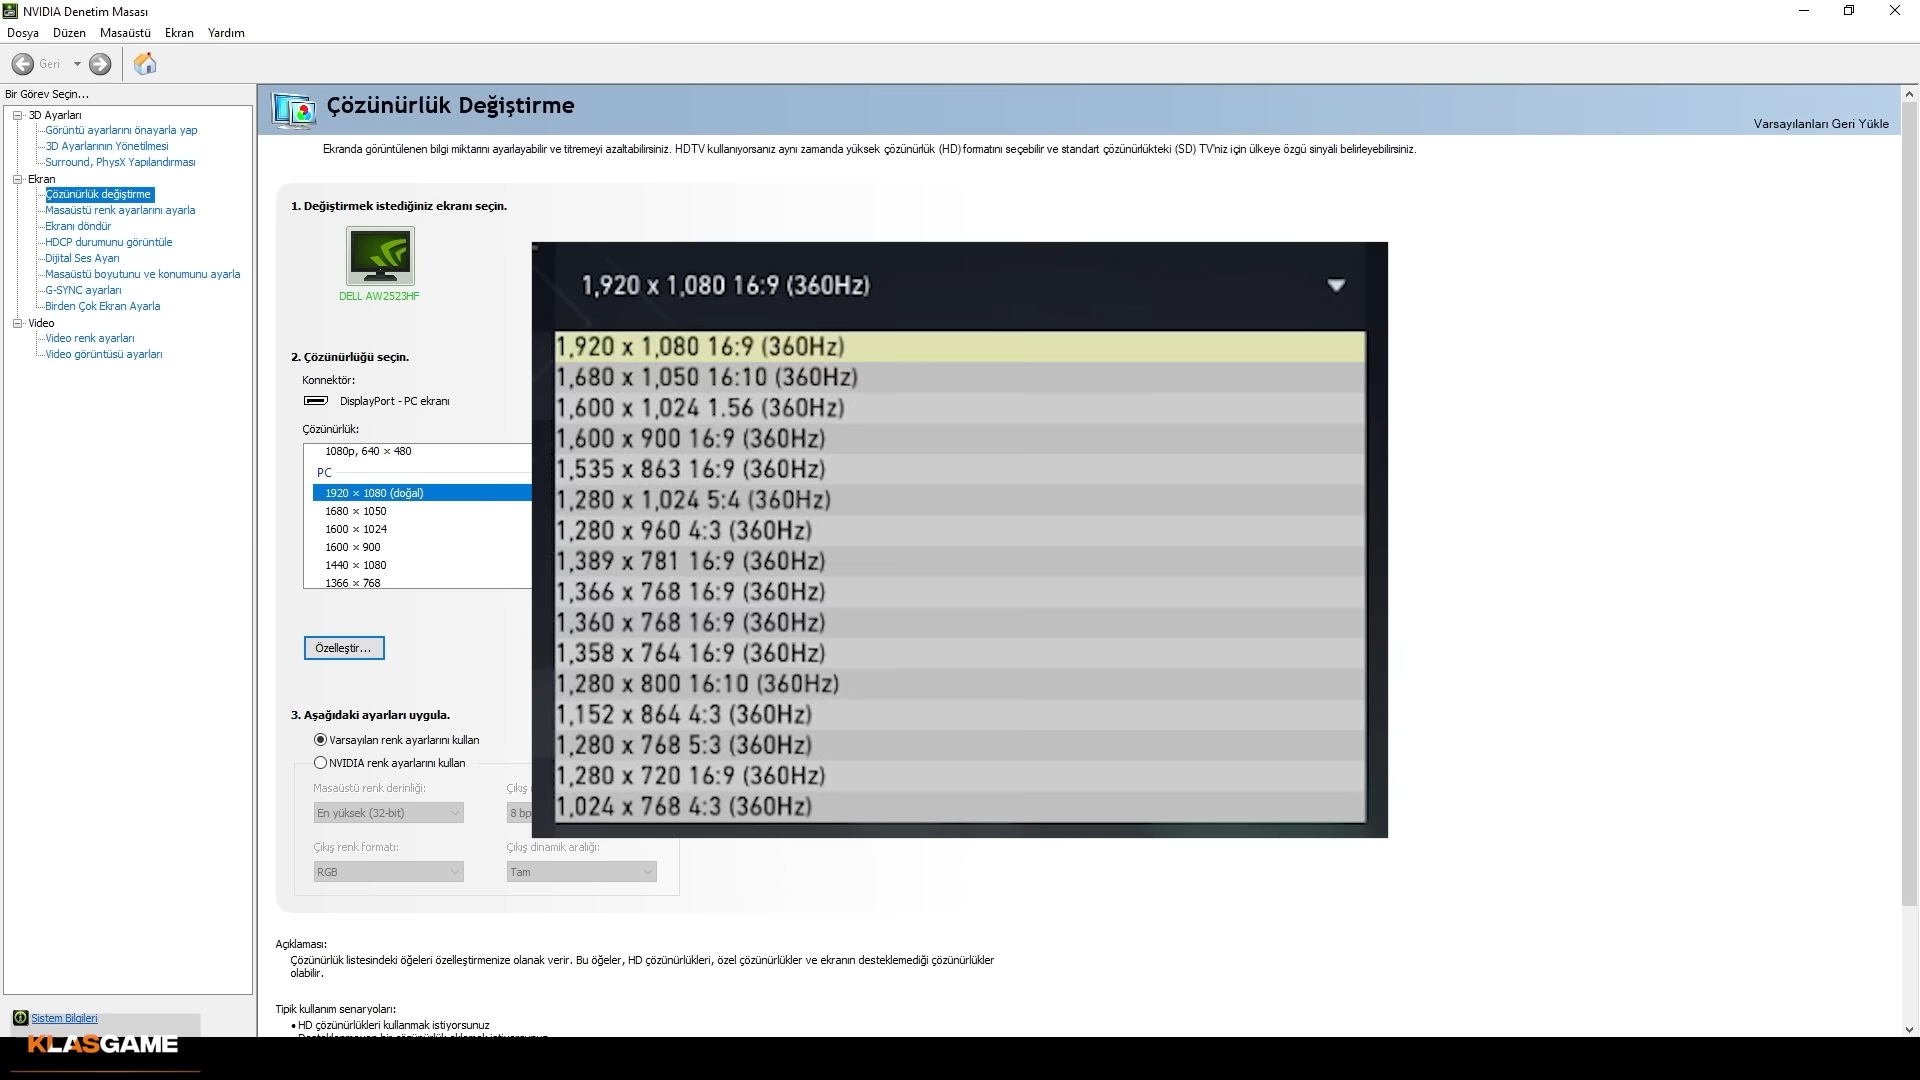 NVIDIA Denetim Masası
Dosya Düzen Masaüstü Ekran Yardım
Geri
Bir Görev Seçin...
3D Ayarları
Görüntü ayarlarını önayarla yap
3D Ayarlarının Yönetilmesi
Surround, PhysX Yapılandırması
Ekran
Çözünürlük değiştirme
Masaüstü renk ayarlarını ayarla
Ekranı döndür
HDCP durumunu görüntüle
Dijital Ses Ayarı
Masaüstü boyutunu ve konumunu ayarla
G-SYNC ayarları
Birden Çok Ekran Ayarla
Video
Video renk ayarları
Video görüntüsü ayarları
Sistem Bilgileri
KLASGAME
Çözünürlük Değiştirme
Varsayılanları Geri Yükle
Ekranda görüntülenen bilgi miktarını ayarlayabilir ve titremeyi azaltabilirsiniz. HDTV kullanıyorsanız aynı zamanda yüksek çözünürlük (HD) formatını seçebilir ve standart çözünürlükteki (SD) TV'niz için ülkeye özgü sinyali belirleyebilirsiniz.
1. Değiştirmek istediğiniz ekranı seçin.
DELL AW2523HF
2. Çözünürlüğü seçin.
Konnektör:
DisplayPort - PC ekranı
Çözünürlük:
1080p, 640 × 480
PC
1920 × 1080 (doğal)
1680 × 1050
1600 × 1024
1600 × 900
1440 × 1080
1366 × 768
Özelleştir...
3. Aşağıdaki ayarları uygula.
Varsayılan renk ayarlarını kullan
NVIDIA renk ayarlarını kullan
Masaüstü renk derinliği:
Çıkış
En yüksek (32-bit)
8 bp
Çıkış renk formatı:
Çıkış dinamik aralığı:
RGB
Tam
1,920 x 1,080 16:9 (360Hz)
1,920 x 1,080 16:9 (360Hz)
1,680 x 1,050 16:10 (360Hz)
1,600 x 1,024 1.56 (360Hz)
1,600 x 900 16:9 (360Hz)
1,535 x 863 16:9 (360Hz)
1,280 x 1,024 5:4 (360Hz)
1,280 x 960 4:3 (360Hz)
1,389 x 781 16:9 (360Hz)
1,366 x 768 16:9 (360Hz)
1,360 x 768 16:9 (360Hz)
1,358 x 764 16:9 (360Hz)
1,280 x 800 16:10 (360Hz)
1,152 x 864 4:3 (360Hz)
1,280 x 768 5:3 (360Hz)
1,280 x 720 16:9 (360Hz)
1,024 x 768 4:3 (360Hz)
Açıklaması:
Çözünürlük listesindeki öğeleri özelleştirmenize olanak verir. Bu öğeler, HD çözünürlükleri, özel çözünürlükler ve ekranın desteklemediği çözünürlükler
olabilir.
Tipik kullanım senaryoları:
• HD çözünürlükleri kullanmak istiyorsunuz